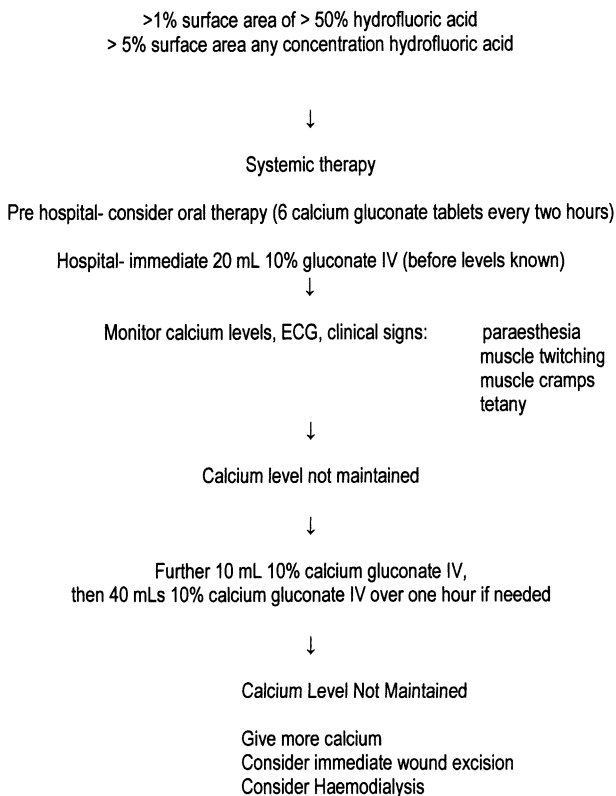 >1% surface area of > 50% hydrofluoric acid
> 5% surface area any concentration hydrofluoric acid
↓
Systemic therapy
Pre hospital- consider oral therapy (6 calcium gluconate tablets every two hours)
Hospital- immediate 20 mL 10% gluconate IV (before levels known)
↓
Monitor calcium levels, ECG, clinical signs: paraesthesia
muscle twitching
muscle cramps
tetany
↓
Calcium level not maintained
↓
Further 10 mL 10% calcium gluconate IV,
then 40 mLs 10% calcium gluconate IV over one hour if needed
↓
Calcium Level Not Maintained
Give more calcium
Consider immediate wound excision
Consider Haemodialysis